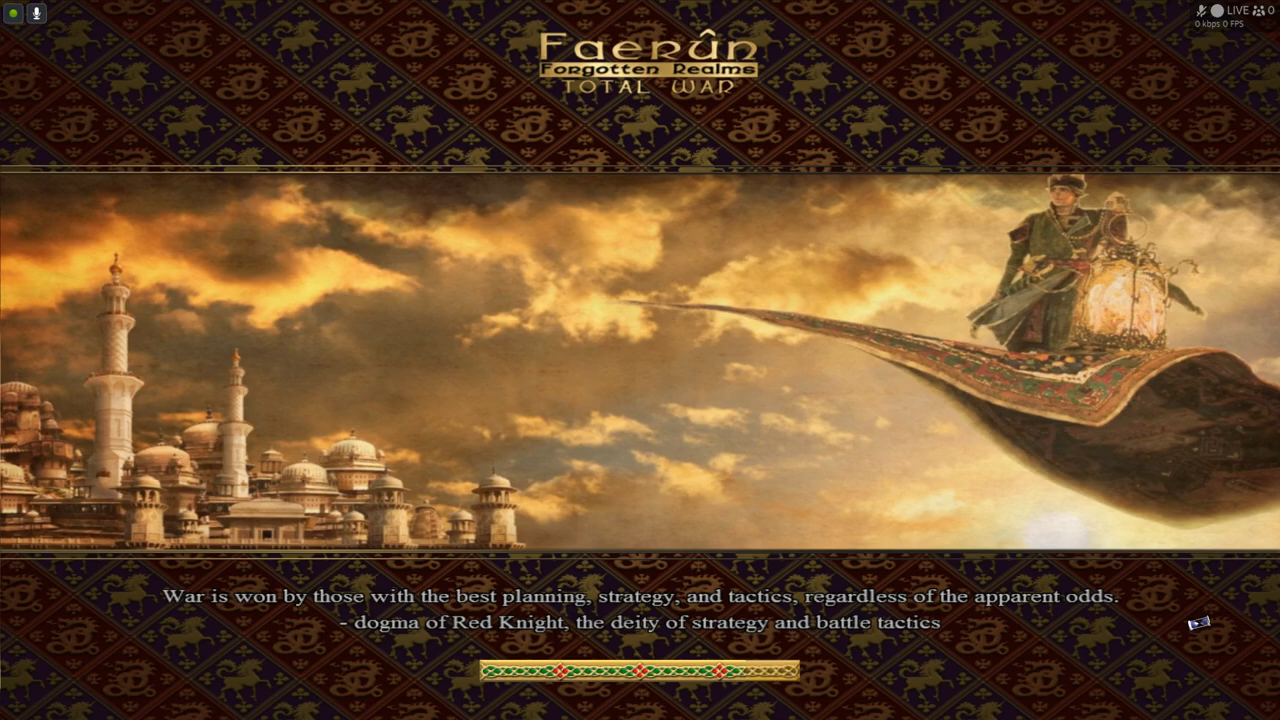 LIVE 0
0 kbps 0 FPS
Faerûn
Forgotten Realms
TOTAL WAR
War is won by those with the best planning, strategy, and tactics, regardless of the apparent odds.
- dogma of Red Knight, the deity of strategy and battle tactics